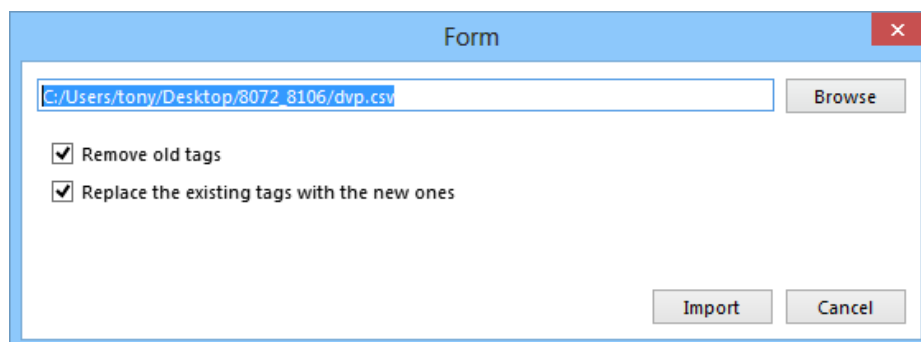 Form
C:/Users/tony/Desktop/8072_8106/dvp.csv Browse
Remove old tags
Replace the existing tags with the new ones
Import Cancel